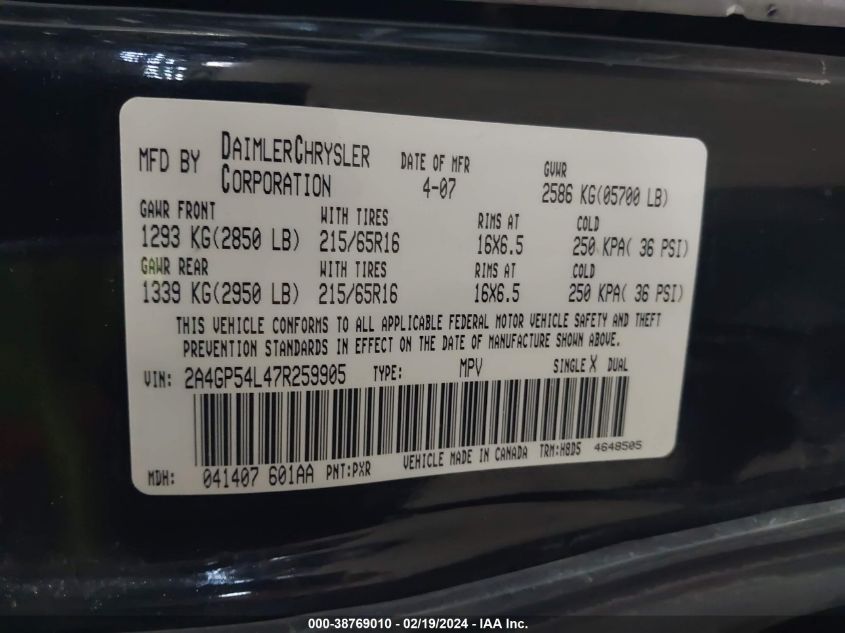 MFD BY DAIMLERCHRYSLER CORPORATION DATE OF MFR 4-07 GVWR 2586 KG(05700 LB)
GAWR FRONT WITH TIRES RIMS AT COLD
1293 KG(2850 LB) 215/65R16 16X6.5 250 KPA( 36 PSI)
GAWR REAR WITH TIRES RIMS AT COLD
1339 KG(2950 LB) 215/65R16 16X6.5 250 KPA( 36 PSI)
THIS VEHICLE CONFORMS TO ALL APPLICABLE FEDERAL MOTOR VEHICLE SAFETY AND THEFT
PREVENTION STANDARDS IN EFFECT ON THE DATE OF MANUFACTURE SHOWN ABOVE.
VIN: 2A4GP54L47R259905 TYPE: MPV SINGLE X DUAL
MDH: 041407 601AA PNT:PXR VEHICLE MADE IN CANADA TRM:H8D5 4648505
000-38769010 - 02/19/2024 - IAA Inc.